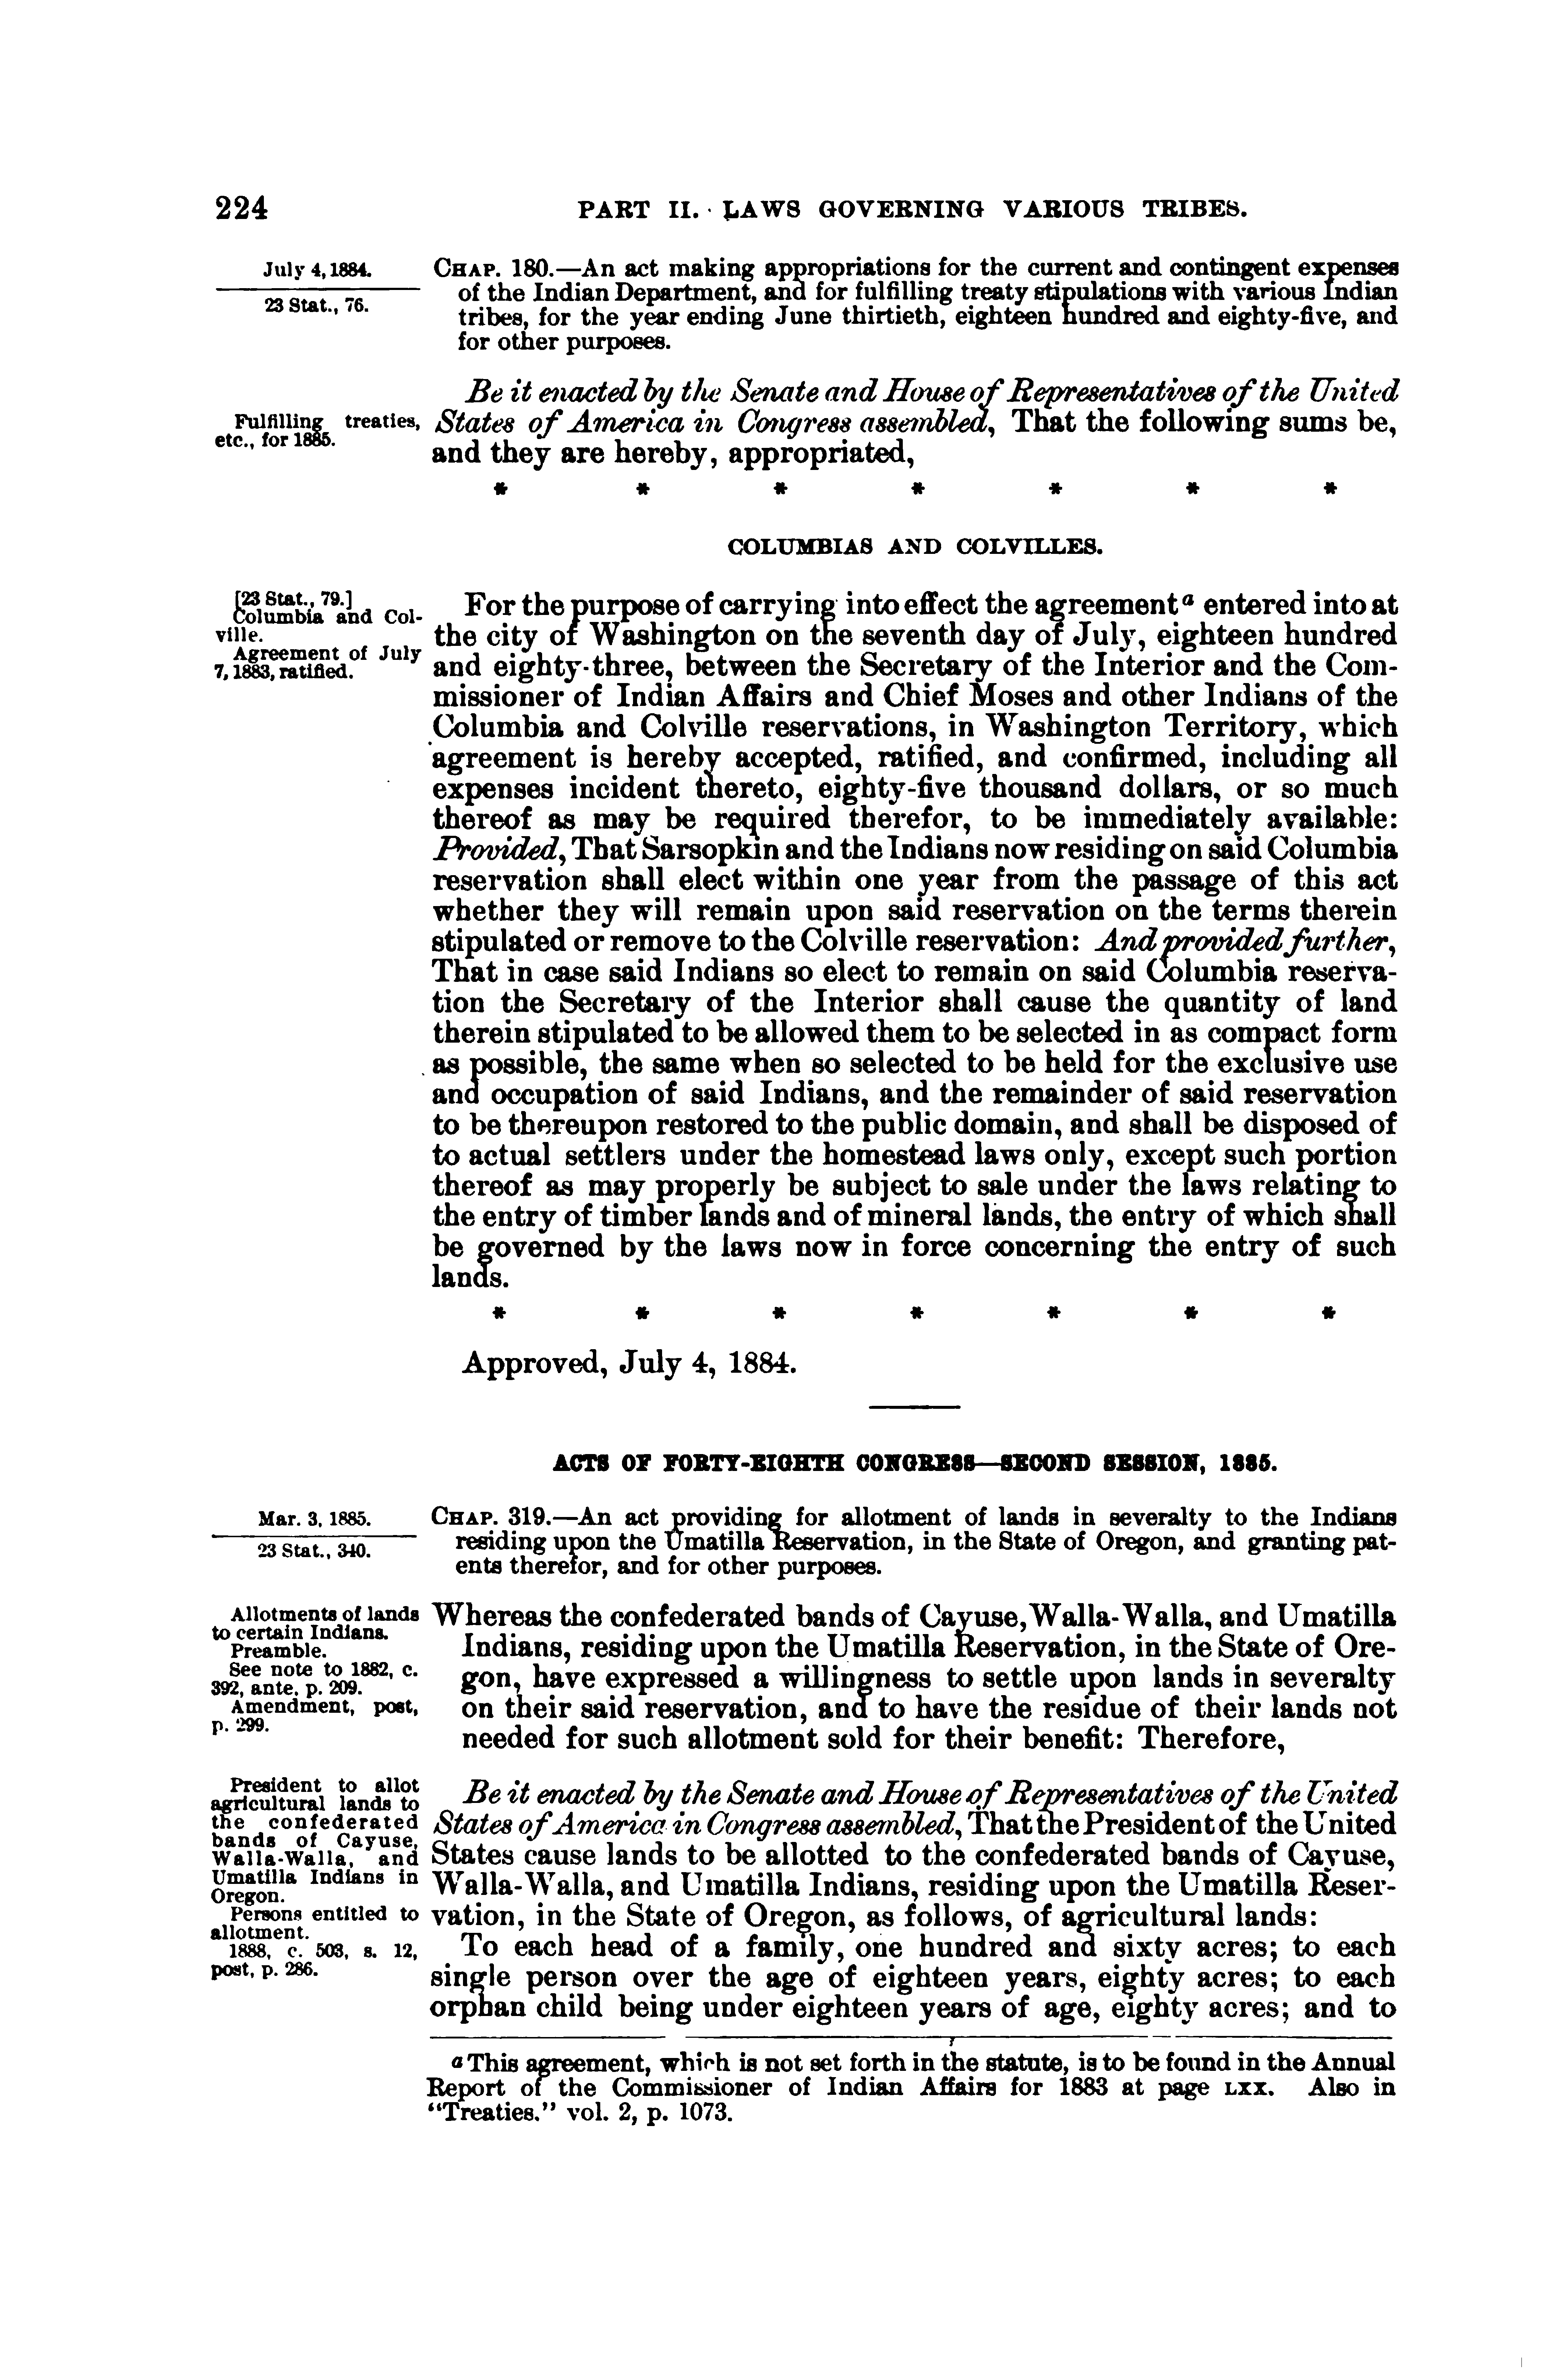 224
PART II. LAWS GOVERNING VARIOUS TRIBES.
July 4, 1884.
23 Stat., 76.
CHAP. 180.—An act making appropriations for the current and contingent expenses
of the Indian Department, and for fulfilling treaty stipulations with various Indian
tribes, for the year ending June thirtieth, eighteen hundred and eighty-five, and
for other purposes.
Fulfilling treaties,
etc., for 1885.
Be it enacted by the Senate and House of Representatives of the United
States of America in Congress assembled, That the following sums be,
and they are hereby, appropriated,
* * * * * * *
COLUMBIAS AND COLVILLES.
[23 Stat., 79.]
Columbia and Col-
ville.
Agreement of July
7, 1883, ratified.
For the purpose of carrying into effect the agreement a entered into at
the city of Washington on the seventh day of July, eighteen hundred
and eighty-three, between the Secretary of the Interior and the Com-
missioner of Indian Affairs and Chief Moses and other Indians of the
Columbia and Colville reservations, in Washington Territory, which
agreement is hereby accepted, ratified, and confirmed, including all
expenses incident thereto, eighty-five thousand dollars, or so much
thereof as may be required therefor, to be immediately available:
Provided, That Sarsopkin and the Indians now residing on said Columbia
reservation shall elect within one year from the passage of this act
whether they will remain upon said reservation on the terms therein
stipulated or remove to the Colville reservation: And provided further,
That in case said Indians so elect to remain on said Columbia reserva-
tion the Secretary of the Interior shall cause the quantity of land
therein stipulated to be allowed them to be selected in as compact form
as possible, the same when so selected to be held for the exclusive use
and occupation of said Indians, and the remainder of said reservation
to be thereupon restored to the public domain, and shall be disposed of
to actual settlers under the homestead laws only, except such portion
thereof as may properly be subject to sale under the laws relating to
the entry of timber lands and of mineral lands, the entry of which shall
be governed by the laws now in force concerning the entry of such
lands.
* * * * * * *
Approved, July 4, 1884.
ACTS OF FORTY-EIGHTH CONGRESS—SECOND SESSION, 1885.
Mar. 3, 1885.
23 Stat., 340.
CHAP. 319.—An act providing for allotment of lands in severalty to the Indians
residing upon the Umatilla Reservation, in the State of Oregon, and granting pat-
ents therefor, and for other purposes.
Allotments of lands
to certain Indians.
Preamble.
See note to 1882, c.
392, ante, p. 209.
Amendment, post,
p. 299.
Whereas the confederated bands of Cayuse, Walla-Walla, and Umatilla
Indians, residing upon the Umatilla Reservation, in the State of Ore-
gon, have expressed a willingness to settle upon lands in severalty
on their said reservation, and to have the residue of their lands not
needed for such allotment sold for their benefit: Therefore,
President to allot
agricultural lands to
the confederated
bands of Cayuse,
Walla-Walla, and
Umatilla Indians in
Oregon.
Persons entitled to
allotment.
1888, c. 503, s. 12,
post, p. 286.
Be it enacted by the Senate and House of Representatives of the United
States of America in Congress assembled, That the President of the United
States cause lands to be allotted to the confederated bands of Cayuse,
Walla-Walla, and Umatilla Indians, residing upon the Umatilla Reser-
vation, in the State of Oregon, as follows, of agricultural lands:
To each head of a family, one hundred and sixty acres; to each
single person over the age of eighteen years, eighty acres; to each
orphan child being under eighteen years of age, eighty acres; and to
a This agreement, which is not set forth in the statute, is to be found in the Annual
Report of the Commissioner of Indian Affairs for 1883 at page LXX. Also in
"Treaties." vol. 2, p. 1073.